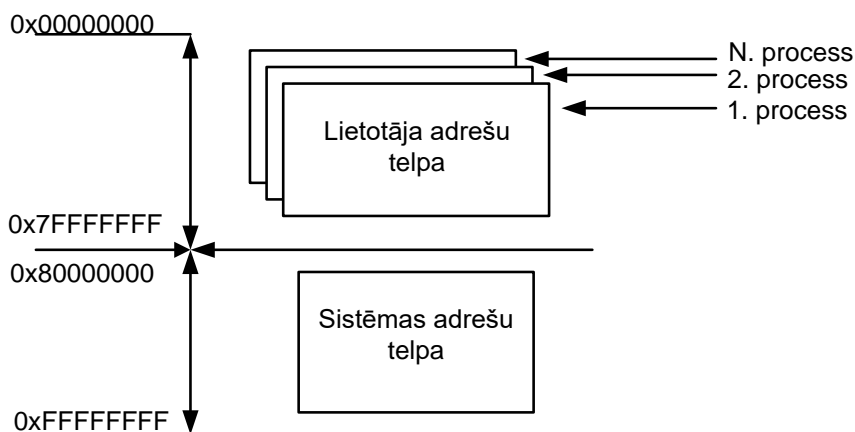 0x00000000
N. process
2. process
1. process
Lietotāja adrešu
telpa
0x7FFFFFFF
0x80000000
Sistēmas adrešu
telpa
0xFFFFFFFF